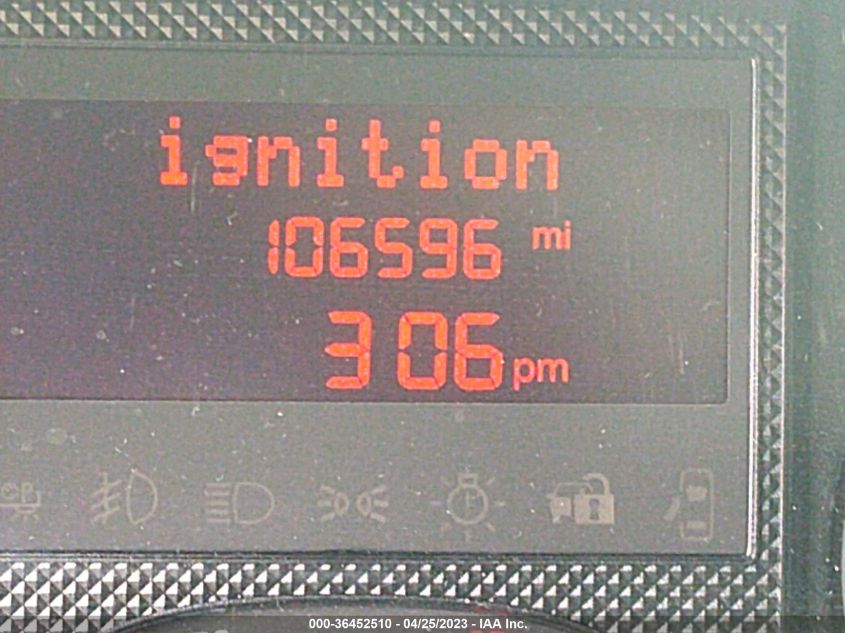 ignition
106596 mi
306 pm
000-36452510 - 04/25/2023 - IAA Inc.